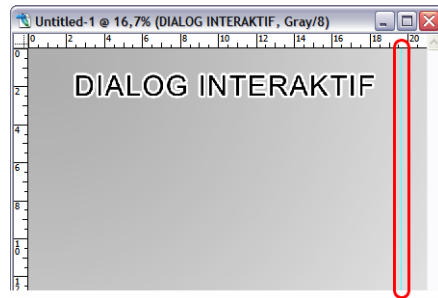 Untitled-1 @ 16,7% (DIALOG INTERAKTIF, Gray/8)
0 2 4 6 8 10 12 14 16 18 20
0
2
4
6
8
1
0
1
DIALOG INTERAKTIF